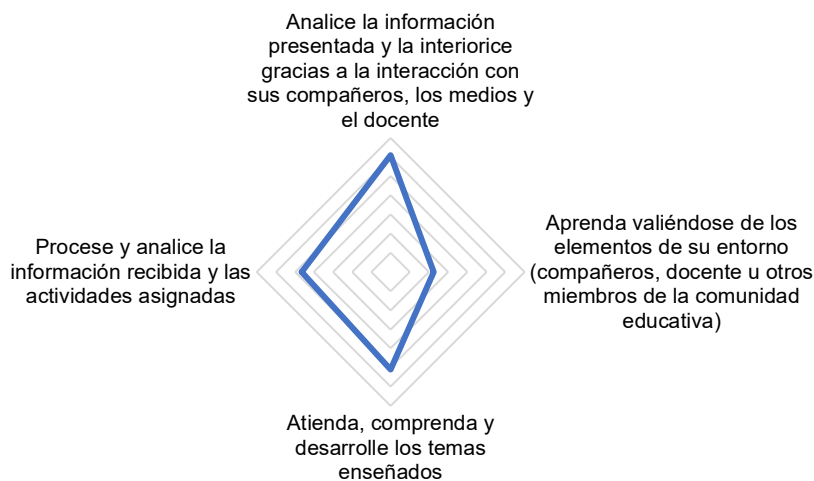 Analice la información
presentada y la interiorice
gracias a la interacción con
sus compañeros, los medios y
el docente
Aprenda valiéndose de los
elementos de su entorno
(compañeros, docente u otros
miembros de la comunidad
educativa)
Atienda, comprenda y
desarrolle los temas
enseñados
Procese y analice la
información recibida y las
actividades asignadas